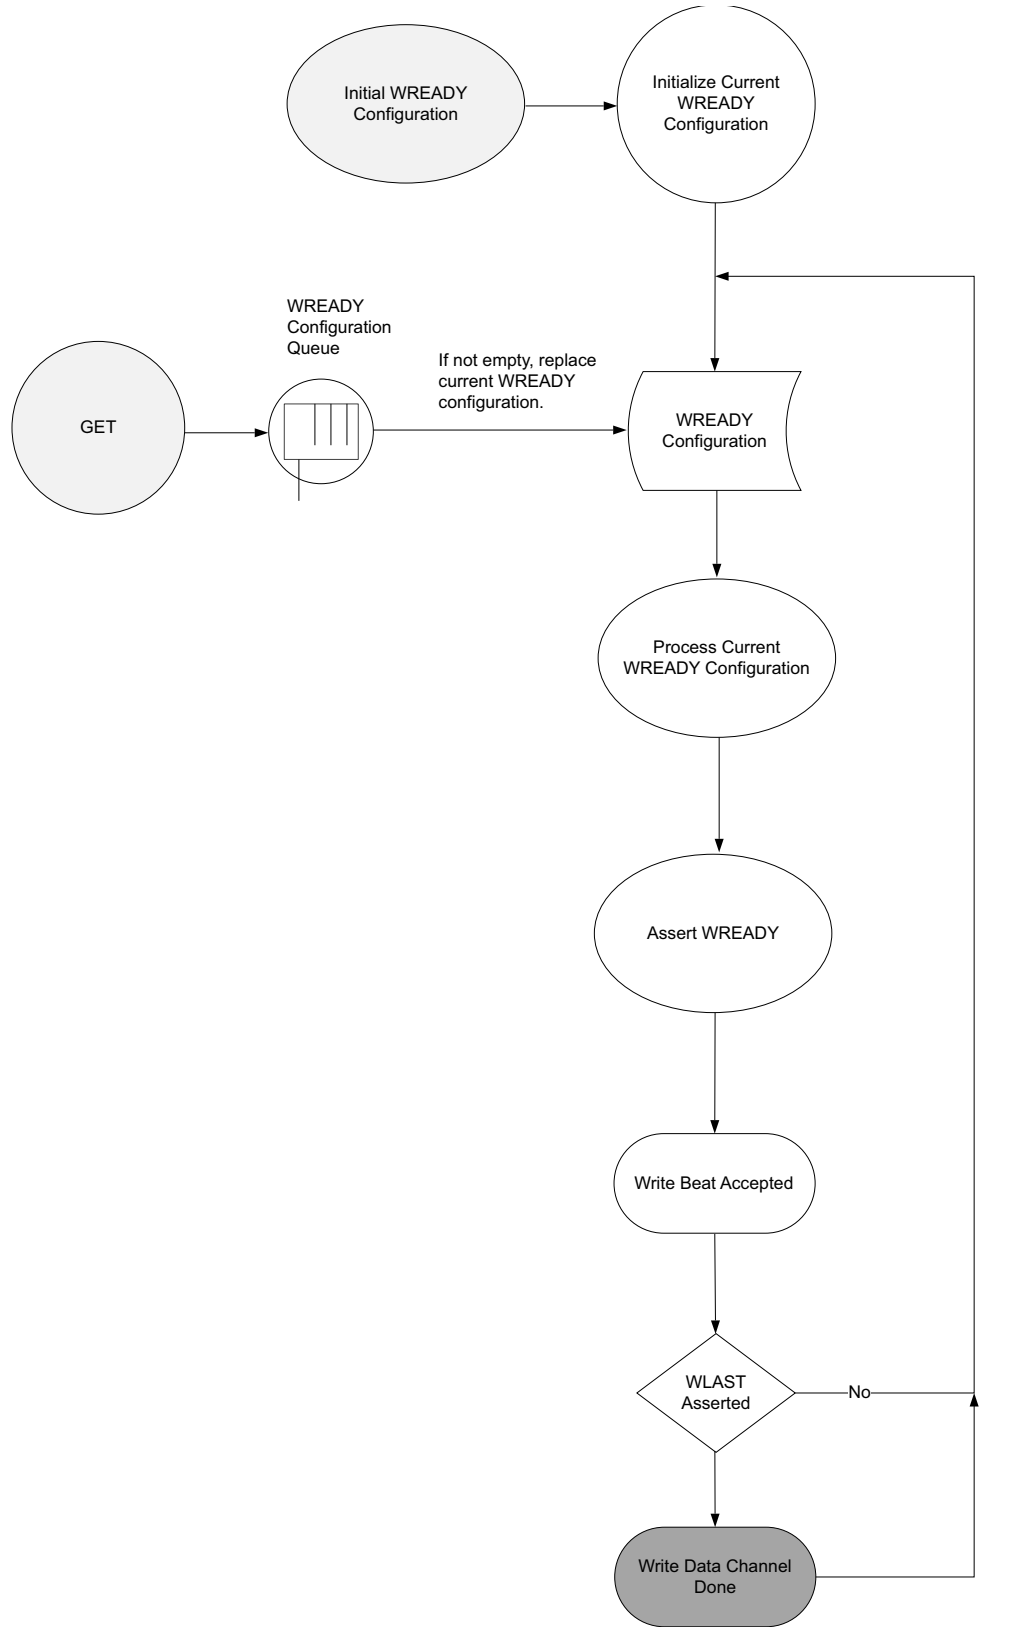 Initial WREADY
Configuration
Initialize Current
WREADY
Configuration
WREADY
Configuration
Queue
If not empty, replace
current WREADY
configuration.
GET
WREADY
Configuration
Process Current
WREADY Configuration
Assert WREADY
Write Beat Accepted
WLAST
Asserted
No
Write Data Channel
Done